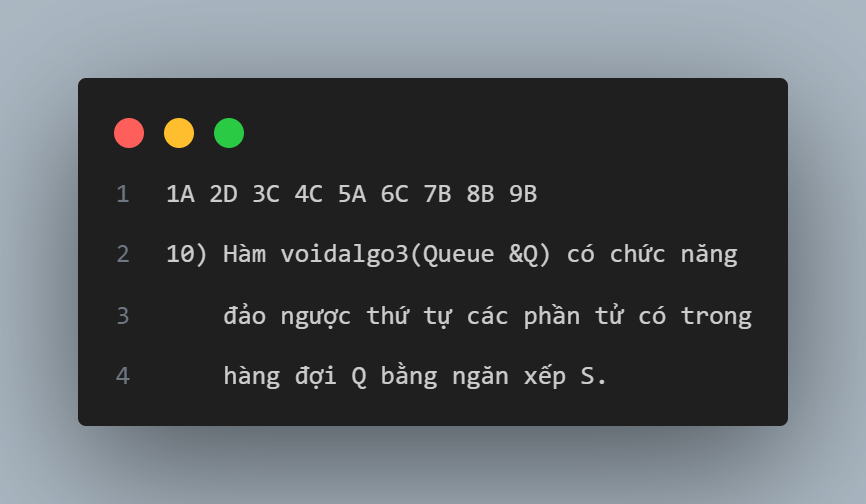 1 1A 2D 3C 4C 5A 6C 7B 8B 9B
2 10) Hàm voidalgo3(Queue &Q) có chức năng
3 đảo ngược thứ tự các phần tử có trong
4 hàng đợi Q bằng ngăn xếp S.